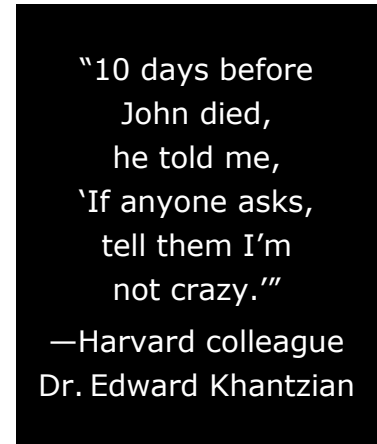 “10 days before
John died,
he told me,
‘If anyone asks,
tell them I’m
not crazy.’”
—Harvard colleague
Dr. Edward Khantzian